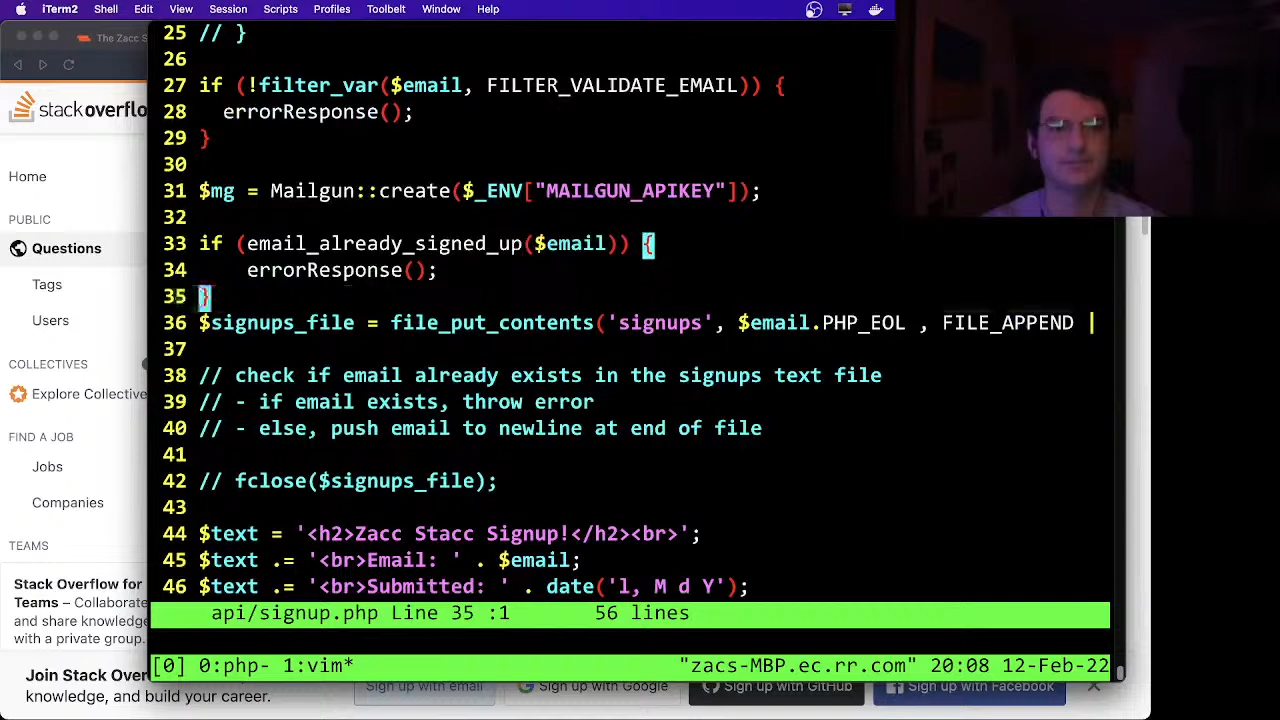 iTerm2 Shell Edit View Session Scripts Profiles Toolbelt Window Help
The Zacc S
stackoverflo
Home
PUBLIC
Questions
Tags
Users
COLLECTIVES
Explore Collective
FIND A JOB
Jobs
Companies
TEAMS
Stack Overflow for
Teams – Collaborate
and share knowledge
with a private group.
25 // }
26
27 if (!filter_var($email, FILTER_VALIDATE_EMAIL)) {
28 errorResponse();
29 }
30
31 $mg = Mailgun::create($_ENV["MAILGUN_APIKEY"]);
32
33 if (email_already_signed_up($email)) {
34 errorResponse();
35 }
36 $signups_file = file_put_contents('signups', $email.PHP_EOL , FILE_APPEND |
37
38 // check if email already exists in the signups text file
39 // - if email exists, throw error
40 // - else, push email to newline at end of file
41
42 // fclose($signups_file);
43
44 $text = '<h2>Zacc Stacc Signup!</h2><br>';
45 $text .= '<br>Email: ' . $email;
46 $text .= '<br>Submitted: ' . date('l, M d Y');
api/signup.php Line 35 :1 56 lines
[0] 0:php- 1:vim* "zacs-MBP.ec.rr.com" 20:08 12-Feb-22
Join Stack Over
knowledge, and build your career.
Sign up with email
Sign up with Google
Sign up with GitHub
Sign up with Facebook